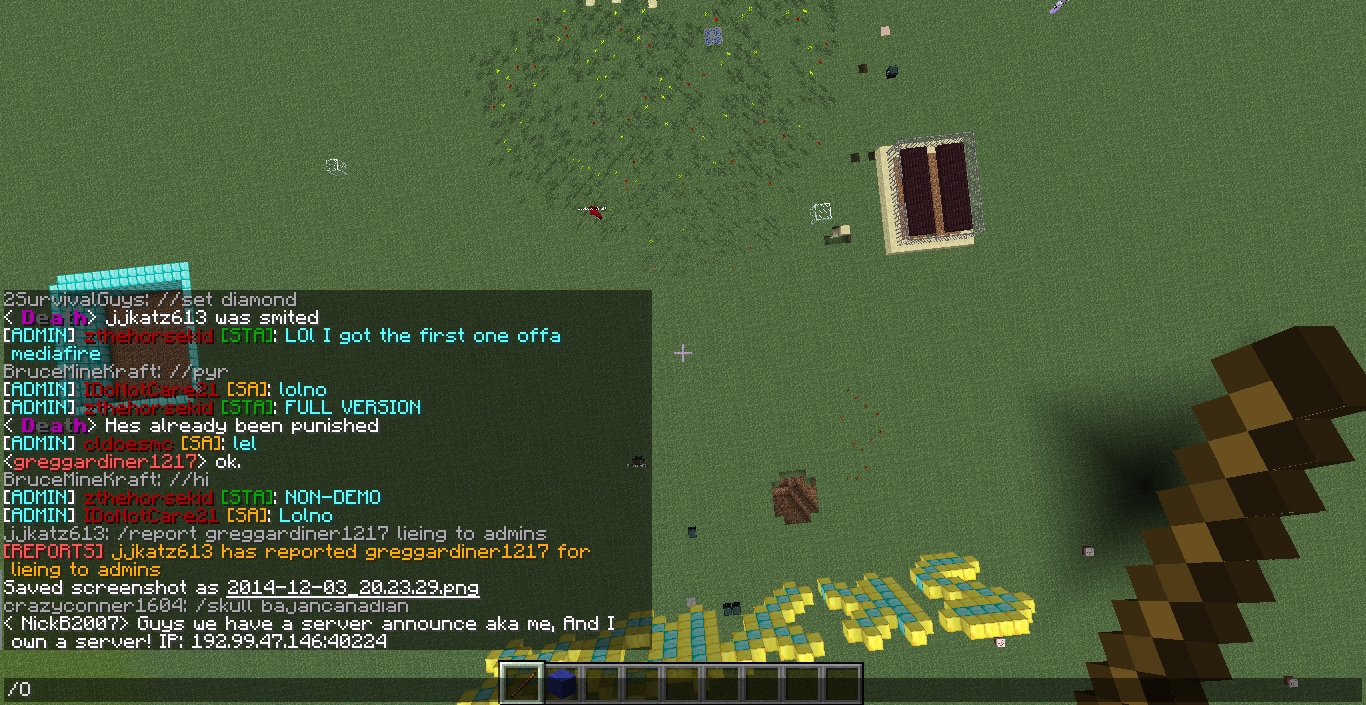 2SurvivalGuys: //set diamond
< Death> jjkatz613 was smited
[ADMIN] zthehorsekid [STA]: LOl I got the first one offa
mediafire
BruceMineKraft: //pyr
[ADMIN] IDoNotCare21 [SA]: lolno
[ADMIN] zthehorsekid [STA]: FULL VERSION
< Death> Hes already been punished
[ADMIN] oldoesmc [SA]: lel
<greggardiner1217> ok.
BruceMineKraft: //hi
[ADMIN] zthehorsekid [STA]: NON-DEMO
[ADMIN] IDoNotCare21 [SA]: Lolno
jjkatz613: /report greggardiner1217 lieing to admins
[REPORTS] jjkatz613 has reported greggardiner1217 for
lieing to admins
Saved screenshot as 2014-12-03_20.23.29.png
crazyconner1604: /skull bajancanadian
< NickB2007> Guys we have a server announce aka me, And I
own a server! IP: 192.99.47.146:40224
/O